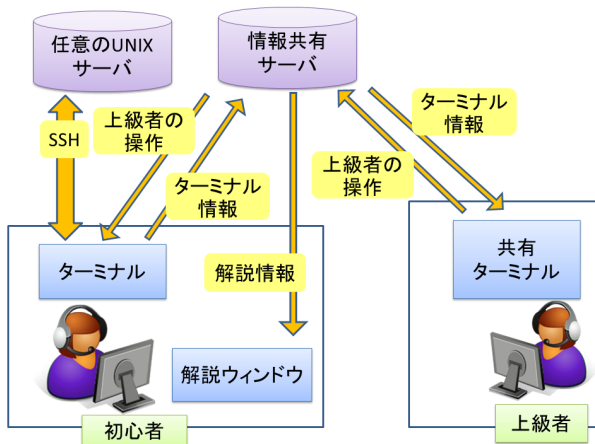 任意のUNIX
サーバ
情報共有
サーバ
SSH
上級者の
操作
ターミナル
情報
ターミナル
情報
上級者の
操作
解説情報
ターミナル
共有
ターミナル
解説ウィンドウ
初心者
上級者